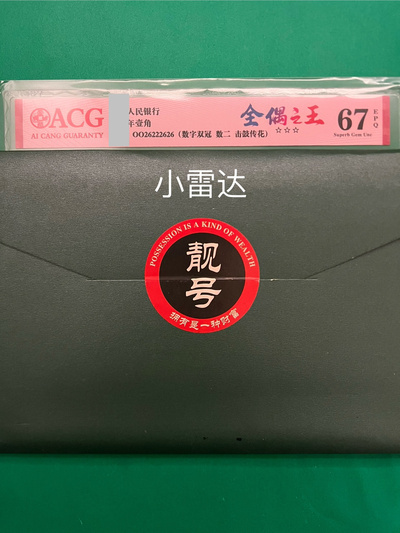 ACG
AI CANG GUARANTY
人民银行
年壹角
OO26222626（数字双冠 数二 击鼓传花）
全偶之王
☆☆☆
67
EPQ
Superb Gem Unc
小雷达
POSSESSION IS A KIND OF WEALTH
靓号
拥有是一种财富